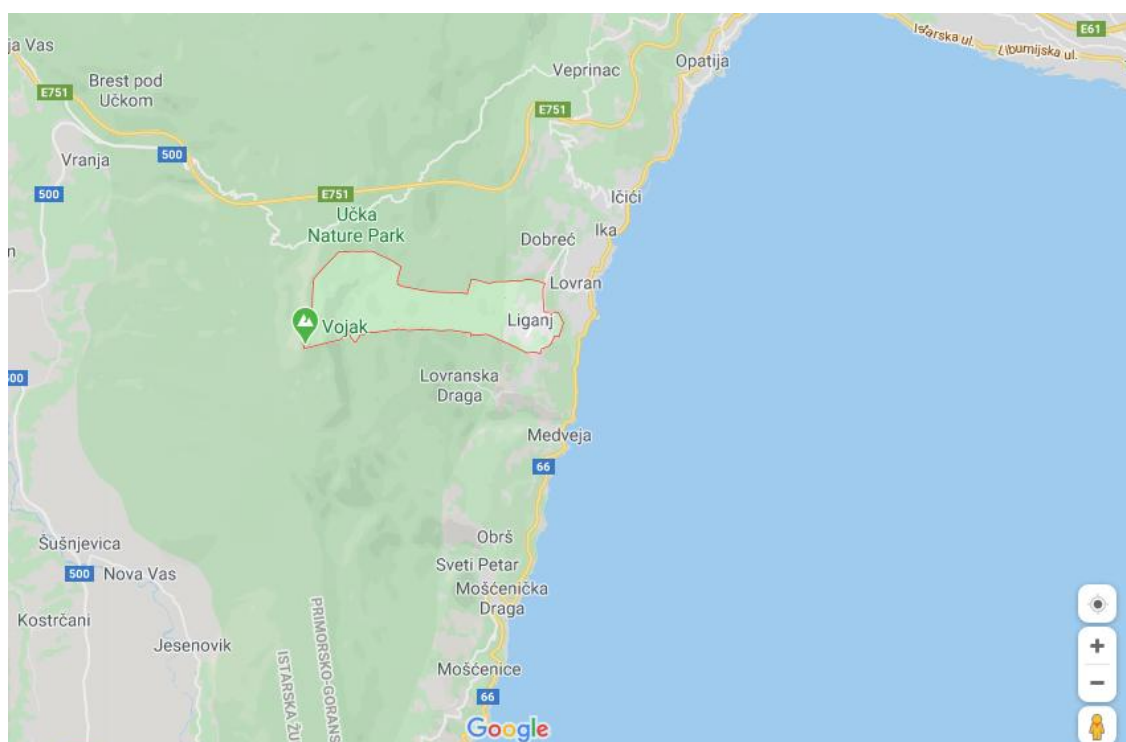 ja Vas
Brest pod
Učkom
E751
Vranja
500
500
Veprinac
Opatija
E751
Istarska ul.
Liburnijska ul.
E61
E751
Učka
Nature Park
Ičići
Ika
Dobreć
Lovran
Vojak
Liganj
00
Lovranska
Draga
Medveja
66
Šušnjevica
500
Nova Vas
Kostrčani
Jesenovik
Obrš
Sveti Petar
Mošćenička
Draga
PRIMORSKO-GORANS
ISTARSKA ŽU
Mošćenice
66
Google